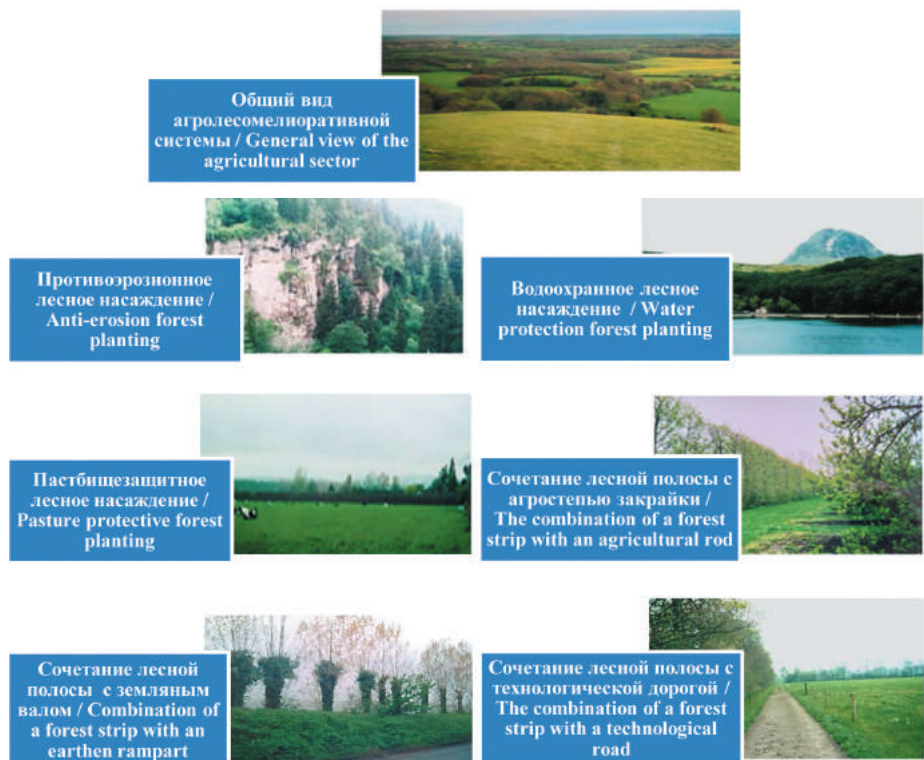 Общий вид
агролесомелиоративной
системы / General view of the
agricultural sector
Противоэрозионное
лесное насаждение /
Anti-erosion forest
planting
Водоохранное лесное
насаждение / Water
protection forest planting
Пастбищезащитное
лесное насаждение /
Pasture protective forest
planting
Сочетание лесной полосы с
агростепью закрайки /
The combination of a forest
strip with an agricultural rod
Сочетание лесной
полосы с земляным
валом / Combination of
a forest strip with an
earthen rampart
Сочетание лесной полосы с
технологической дорогой /
The combination of a forest
strip with a technological
road